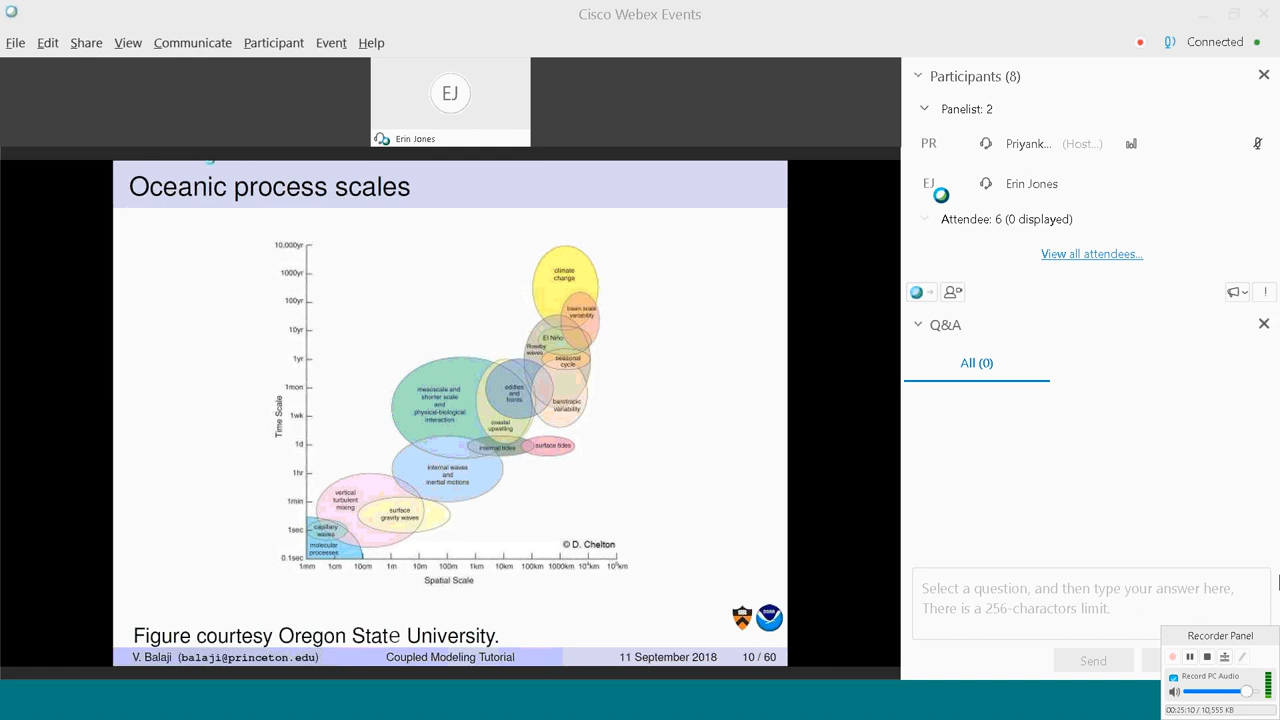 Cisco Webex Events
File Edit Share View Communicate Participant Event Help
Connected
EJ
Erin Jones
Participants (8)
Panelist: 2
PR Priyank... (Host...)
EJ Erin Jones
Attendee: 6 (0 displayed)
View all attendees...
Q&A
All (0)
Select a question, and then type your answer here,
There is a 256-charactors limit.
Send
Recorder Panel
Record PC Audio
00:25:10 / 10,555 KB
Oceanic process scales
10,000yr
1000yr
100yr
10yr
1yr
1mon
1wk
1d
1hr
1min
1sec
0.1sec
Time Scale
climate
change
basin scale
variability
El Niño
Rossby
waves
seasonal
cycle
mesoscale and
shorter scale
and
physical-biological
interaction
eddies
and
fronts
barotropic
variability
coastal
upwelling
internal tides
surface tides
internal waves
and
inertial motions
vertical
turbulent
mixing
surface
gravity waves
capillary
waves
molecular
processes
© D. Chelton
1mm 1cm 10cm 1m 10m 100m 1km 10km 100km 1000km 10⁴km 10⁵km
Spatial Scale
Figure courtesy Oregon State University.
V. Balaji (balaji@princeton.edu) Coupled Modeling Tutorial 11 September 2018 10 / 60